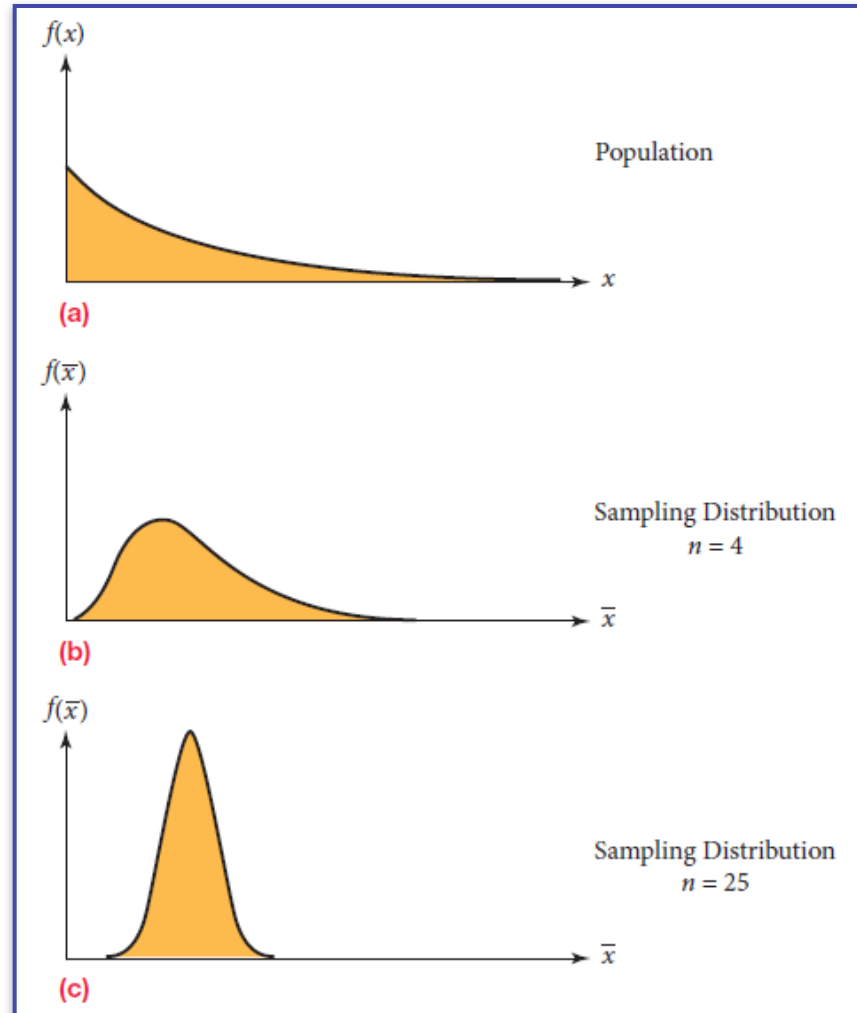 f(x)
Population
x
(a)
f(x̄)
Sampling Distribution
n = 4
x̄
(b)
f(x̄)
Sampling Distribution
n = 25
x̄
(c)